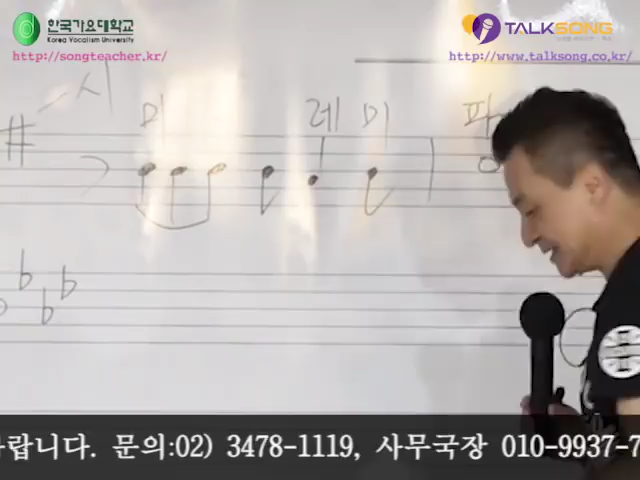 한국가요대학교
Korea Vocalism University
http://songteacher.kr/
TALKSONG
http://www.talksong.co.kr/
시
미 레 미 팡
랍니다. 문의:02) 3478-1119, 사무국장 010-9937-7